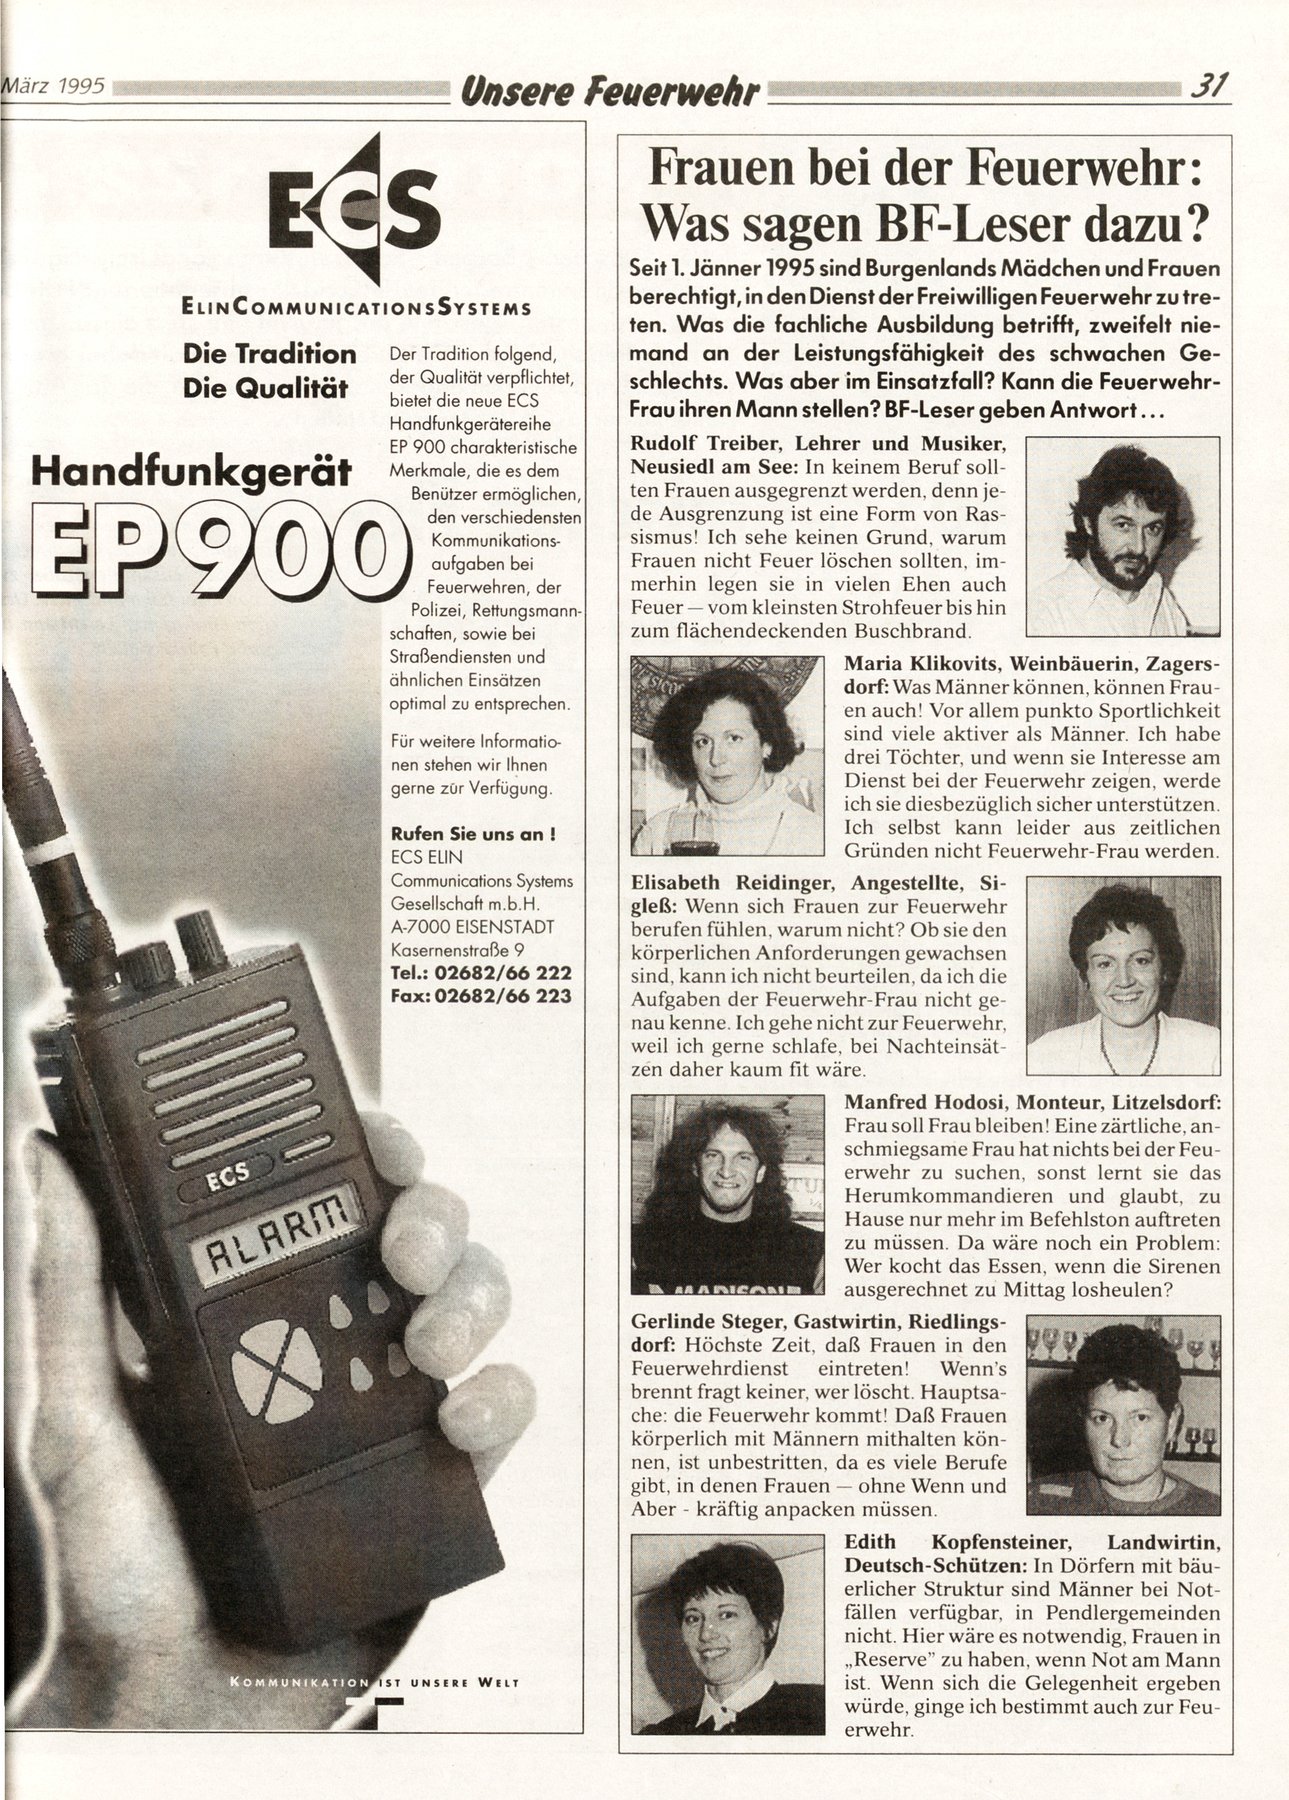 März 1995
Unsere Feuerwehr
31
ECS
ELINCOMMUNICATIONSSYSTEMS
Die Tradition
Die Qualität
Handfunkgerät
EP 900
Der Tradition folgend,
der Qualität verpflichtet,
bietet die neue ECS
Handfunkgerätereihe
EP 900 charakteristische
Merkmale, die es dem
Benützer ermöglichen,
den verschiedensten
Kommunikations-
aufgaben bei
Feuerwehren, der
Polizei, Rettungsmann-
schaften, sowie bei
Straßendiensten und
ähnlichen Einsätzen
optimal zu entsprechen.
Für weitere Informatio-
nen stehen wir Ihnen
gerne zur Verfügung.
Rufen Sie uns an !
ECS ELIN
Communications Systems
Gesellschaft m.b.H.
A-7000 EISENSTADT
Kasernenstraße 9
Tel.: 02682/66 222
Fax: 02682/66 223
ECS
ALARM
KOMMUNIKATION IST UNSERE WELT
Frauen bei der Feuerwehr:
Was sagen BF-Leser dazu?
Seit 1. Jänner 1995 sind Burgenlands Mädchen und Frauen
berechtigt, in den Dienst der Freiwilligen Feuerwehr zu tre-
ten. Was die fachliche Ausbildung betrifft, zweifelt nie-
mand an der Leistungsfähigkeit des schwachen Ge-
schlechts. Was aber im Einsatzfall? Kann die Feuerwehr-
Frau ihren Mann stellen? BF-Leser geben Antwort...
Rudolf Treiber, Lehrer und Musiker,
Neusiedl am See: In keinem Beruf soll-
ten Frauen ausgegrenzt werden, denn je-
de Ausgrenzung ist eine Form von Ras-
sismus! Ich sehe keinen Grund, warum
Frauen nicht Feuer löschen sollten, im-
merhin legen sie in vielen Ehen auch
Feuer — vom kleinsten Strohfeuer bis hin
zum flächendeckenden Buschbrand.
Maria Klikovits, Weinbäuerin, Zagers-
dorf: Was Männer können, können Frau-
en auch! Vor allem punkto Sportlichkeit
sind viele aktiver als Männer. Ich habe
drei Töchter, und wenn sie Interesse am
Dienst bei der Feuerwehr zeigen, werde
ich sie diesbezüglich sicher unterstützen.
Ich selbst kann leider aus zeitlichen
Gründen nicht Feuerwehr-Frau werden.
Elisabeth Reidinger, Angestellte, Si-
gleß: Wenn sich Frauen zur Feuerwehr
berufen fühlen, warum nicht? Ob sie den
körperlichen Anforderungen gewachsen
sind, kann ich nicht beurteilen, da ich die
Aufgaben der Feuerwehr-Frau nicht ge-
nau kenne. Ich gehe nicht zur Feuerwehr,
weil ich gerne schlafe, bei Nachteinsät-
zen daher kaum fit wäre.
Manfred Hodosi, Monteur, Litzelsdorf:
Frau soll Frau bleiben! Eine zärtliche, an-
schmiegsame Frau hat nichts bei der Feu-
erwehr zu suchen, sonst lernt sie das
Herumkommandieren und glaubt, zu
Hause nur mehr im Befehlston auftreten
zu müssen. Da wäre noch ein Problem:
Wer kocht das Essen, wenn die Sirenen
ausgerechnet zu Mittag losheulen?
MADISON
Gerlinde Steger, Gastwirtin, Riedlings-
dorf: Höchste Zeit, daß Frauen in den
Feuerwehrdienst eintreten! Wenn's
brennt fragt keiner, wer löscht. Hauptsa-
che: die Feuerwehr kommt! Daß Frauen
körperlich mit Männern mithalten kön-
nen, ist unbestritten, da es viele Berufe
gibt, in denen Frauen — ohne Wenn und
Aber - kräftig anpacken müssen.
Edith Kopfensteiner, Landwirtin,
Deutsch-Schützen: In Dörfern mit bäu-
erlicher Struktur sind Männer bei Not-
fällen verfügbar, in Pendlergemeinden
nicht. Hier wäre es notwendig, Frauen in
„Reserve" zu haben, wenn Not am Mann
ist. Wenn sich die Gelegenheit ergeben
würde, ginge ich bestimmt auch zur Feu-
erwehr.